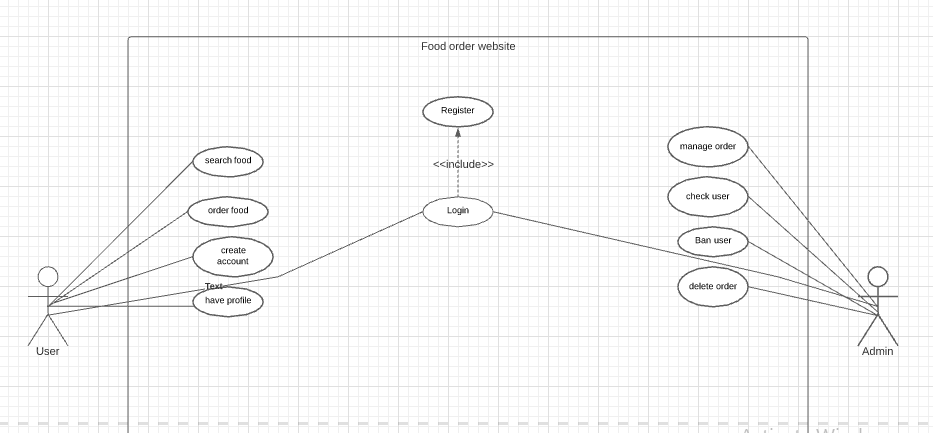 Food order website
Register
<<include>>
Login
search food
order food
create
account
Text
have profile
manage order
check user
Ban user
delete order
User
Admin